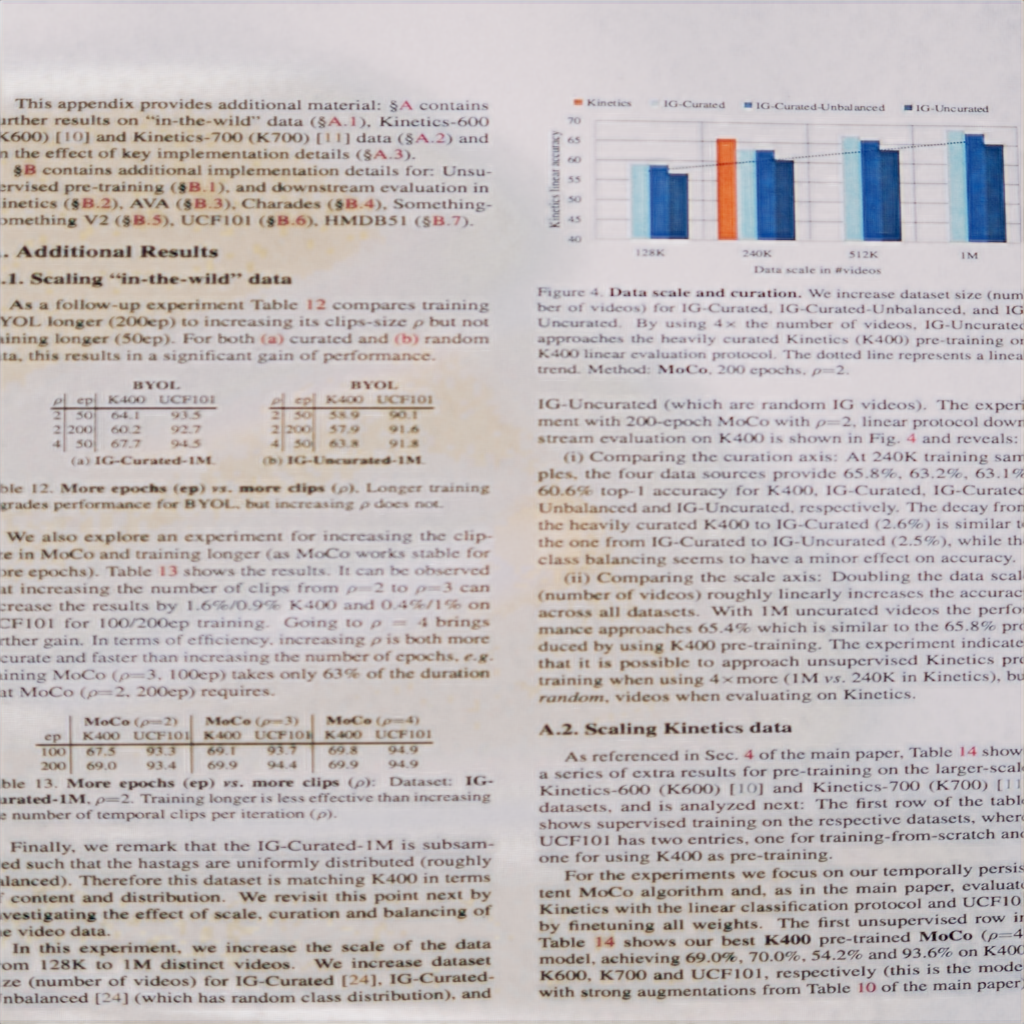 This appendix provides additional material: §A contains
urther results on "in-the-wild" data (§A.1), Kinetics-600
K600) [10] and Kinetics-700 (K700) [11] data (§A.2) and
n the effect of key implementation details (§A.3).
§B contains additional implementation details for: Unsu-
ervised pre-training (§B.1), and downstream evaluation in
inetics (§B.2), AVA (§B.3), Charades (§B.4), Something-
omething V2 (§B.5), UCF101 (§B.6), HMDB51 (§B.7).
. Additional Results
.1. Scaling "in-the-wild" data
As a follow-up experiment Table 12 compares training
YOL longer (200ep) to increasing its clips-size ρ but not
aining longer (50ep). For both (a) curated and (b) random
ata, this results in a significant gain of performance.
BYOL
ρ ep K400 UCF101
2 50 64.1 93.5
2 200 60.2 92.7
4 50 67.7 94.5
(a) IG-Curated-1M
BYOL
ρ ep K400 UCF101
2 50 58.9 90.1
2 200 57.9 91.6
4 50 63.8 91.8
(b) IG-Uncurated-1M
ble 12. More epochs (ep) vs. more clips (ρ). Longer training
grades performance for BYOL, but increasing ρ does not.
We also explore an experiment for increasing the clip-
ze in MoCo and training longer (as MoCo works stable for
ore epochs). Table 13 shows the results. It can be observed
at increasing the number of clips from ρ=2 to ρ=3 can
crease the results by 1.6%/0.9% K400 and 0.4%/1% on
CF101 for 100/200ep training. Going to ρ = 4 brings
rther gain. In terms of efficiency, increasing ρ is both more
curate and faster than increasing the number of epochs, e.g.
aining MoCo (ρ=3, 100ep) takes only 63% of the duration
at MoCo (ρ=2, 200ep) requires.
MoCo (ρ=2) MoCo (ρ=3) MoCo (ρ=4)
ep K400 UCF101 K400 UCF101 K400 UCF101
100 67.5 93.3 69.1 93.7 69.8 94.9
200 69.0 93.4 69.9 94.4 69.9 94.9
ble 13. More epochs (ep) vs. more clips (ρ): Dataset: IG-
urated-1M, ρ=2. Training longer is less effective than increasing
e number of temporal clips per iteration (ρ).
Finally, we remark that the IG-Curated-1M is subsam-
ed such that the hastags are uniformly distributed (roughly
alanced). Therefore this dataset is matching K400 in terms
f content and distribution. We revisit this point next by
vestigating the effect of scale, curation and balancing of
e video data.
In this experiment, we increase the scale of the data
om 128K to 1M distinct videos. We increase dataset
ze (number of videos) for IG-Curated [24], IG-Curated-
nbalanced [24] (which has random class distribution), and
Kinetics IG-Curated IG-Curated-Unbalanced IG-Uncurated
Kinetics linear accuracy
70
65
60
55
50
45
40
128K 240K 512K 1M
Data scale in #videos
Figure 4. Data scale and curation. We increase dataset size (num
ber of videos) for IG-Curated, IG-Curated-Unbalanced, and IG
Uncurated. By using 4× the number of videos, IG-Uncurated
approaches the heavily curated Kinetics (K400) pre-training on
K400 linear evaluation protocol. The dotted line represents a linea
trend. Method: MoCo, 200 epochs, ρ=2.
IG-Uncurated (which are random IG videos). The experi
ment with 200-epoch MoCo with ρ=2, linear protocol down
stream evaluation on K400 is shown in Fig. 4 and reveals:
(i) Comparing the curation axis: At 240K training sam
ples, the four data sources provide 65.8%, 63.2%, 63.1%
60.6% top-1 accuracy for K400, IG-Curated, IG-Curated
Unbalanced and IG-Uncurated, respectively. The decay from
the heavily curated K400 to IG-Curated (2.6%) is similar to
the one from IG-Curated to IG-Uncurated (2.5%), while th
class balancing seems to have a minor effect on accuracy.
(ii) Comparing the scale axis: Doubling the data scal
(number of videos) roughly linearly increases the accurac
across all datasets. With 1M uncurated videos the perfo
mance approaches 65.4% which is similar to the 65.8% pro
duced by using K400 pre-training. The experiment indicate
that it is possible to approach unsupervised Kinetics pre
training when using 4×more (1M vs. 240K in Kinetics), bu
random, videos when evaluating on Kinetics.
A.2. Scaling Kinetics data
As referenced in Sec. 4 of the main paper, Table 14 show
a series of extra results for pre-training on the larger-scale
Kinetics-600 (K600) [10] and Kinetics-700 (K700) [11
datasets, and is analyzed next: The first row of the table
shows supervised training on the respective datasets, where
UCF101 has two entries, one for training-from-scratch and
one for using K400 as pre-training.
For the experiments we focus on our temporally persis
tent MoCo algorithm and, as in the main paper, evaluate
Kinetics with the linear classification protocol and UCF10
by finetuning all weights. The first unsupervised row in
Table 14 shows our best K400 pre-trained MoCo (ρ=4
model, achieving 69.0%, 70.0%, 54.2% and 93.6% on K400
K600, K700 and UCF101, respectively (this is the mode
with strong augmentations from Table 10 of the main paper)